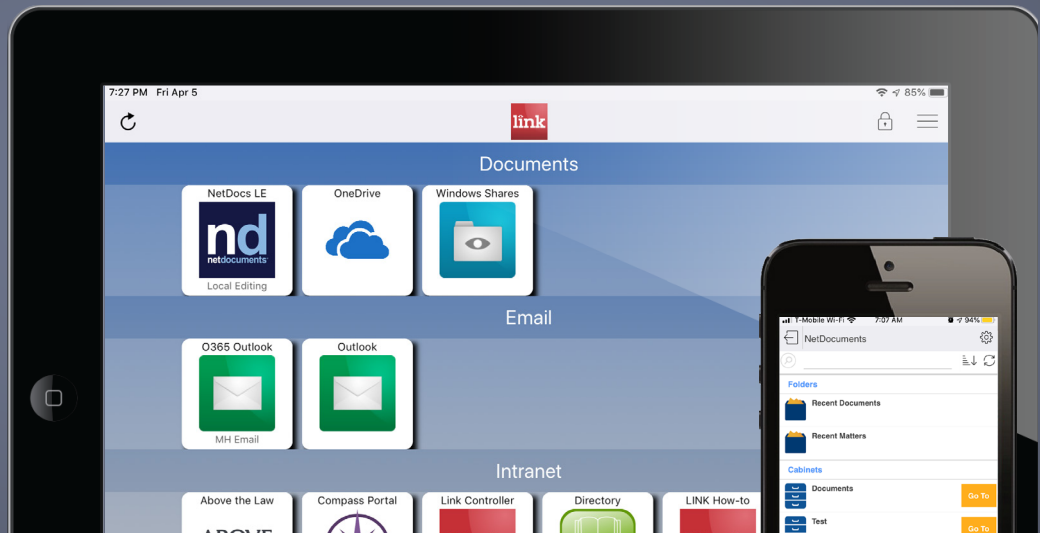 7:27 PM Fri Apr 5
85%
link
Documents
NetDocs LE
OneDrive
Windows Shares
nd
netdocuments
Local Editing
Email
O365 Outlook
Outlook
MH Email
Intranet
Above the Law
Compass Portal
Link Controller
Directory
LINK How-to
ABOVE
T-Mobile Wi-Fi
7:07 AM
94%
NetDocuments
Folders
Recent Documents
Recent Matters
Cabinets
Documents
Go To
Test
Go To